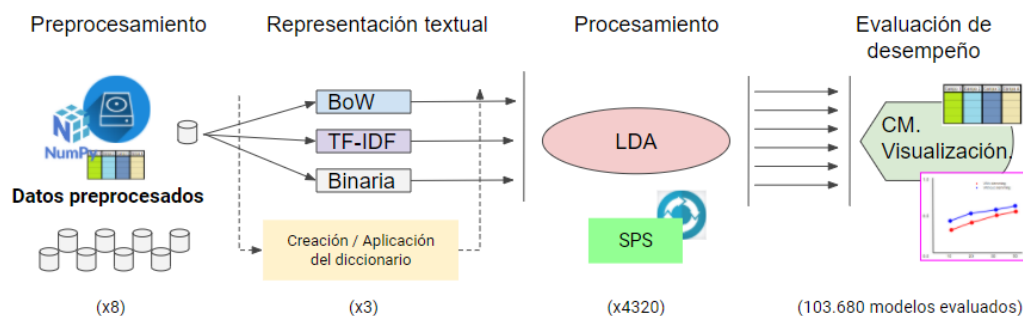 Preprocesamiento
Representación textual
Procesamiento
Evaluación de
desempeño
NumPy
Datos preprocesados
BoW
TF-IDF
Binaria
Creación / Aplicación
del diccionario
LDA
SPS
CM.
Visualización.
(x8)
(x3)
(x4320)
(103.680 modelos evaluados)